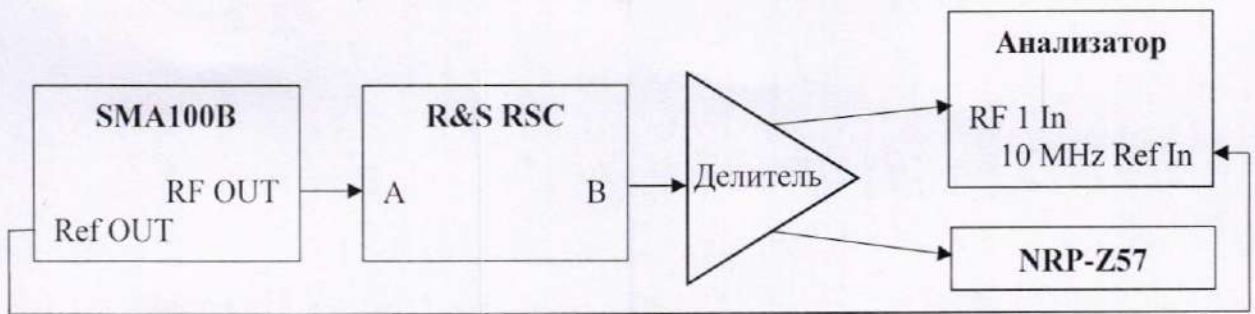 SMA100B
RF OUT
Ref OUT
R&S RSC
A B
Делитель
Анализатор
RF 1 In
10 MHz Ref In
NRP-Z57